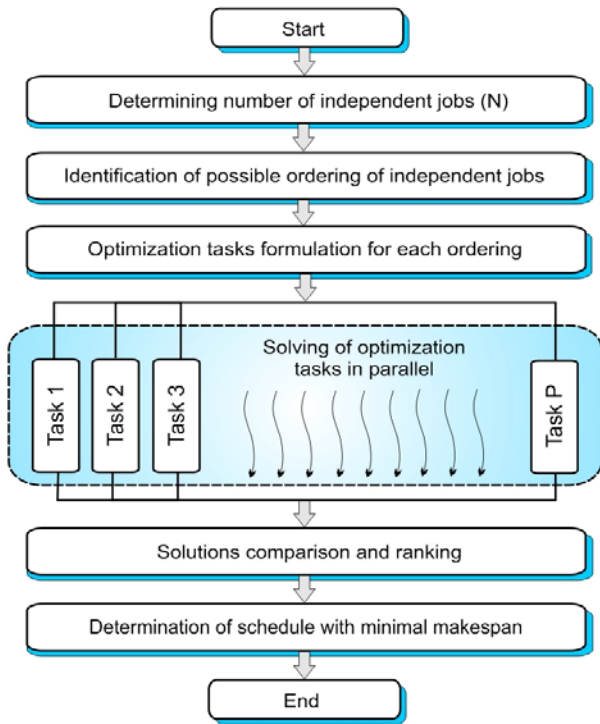 Start
Determining number of independent jobs (N)
Identification of possible ordering of independent jobs
Optimization tasks formulation for each ordering
Solving of optimization
tasks in parallel
Task 1
Task 2
Task 3
Task P
Solutions comparison and ranking
Determination of schedule with minimal makespan
End